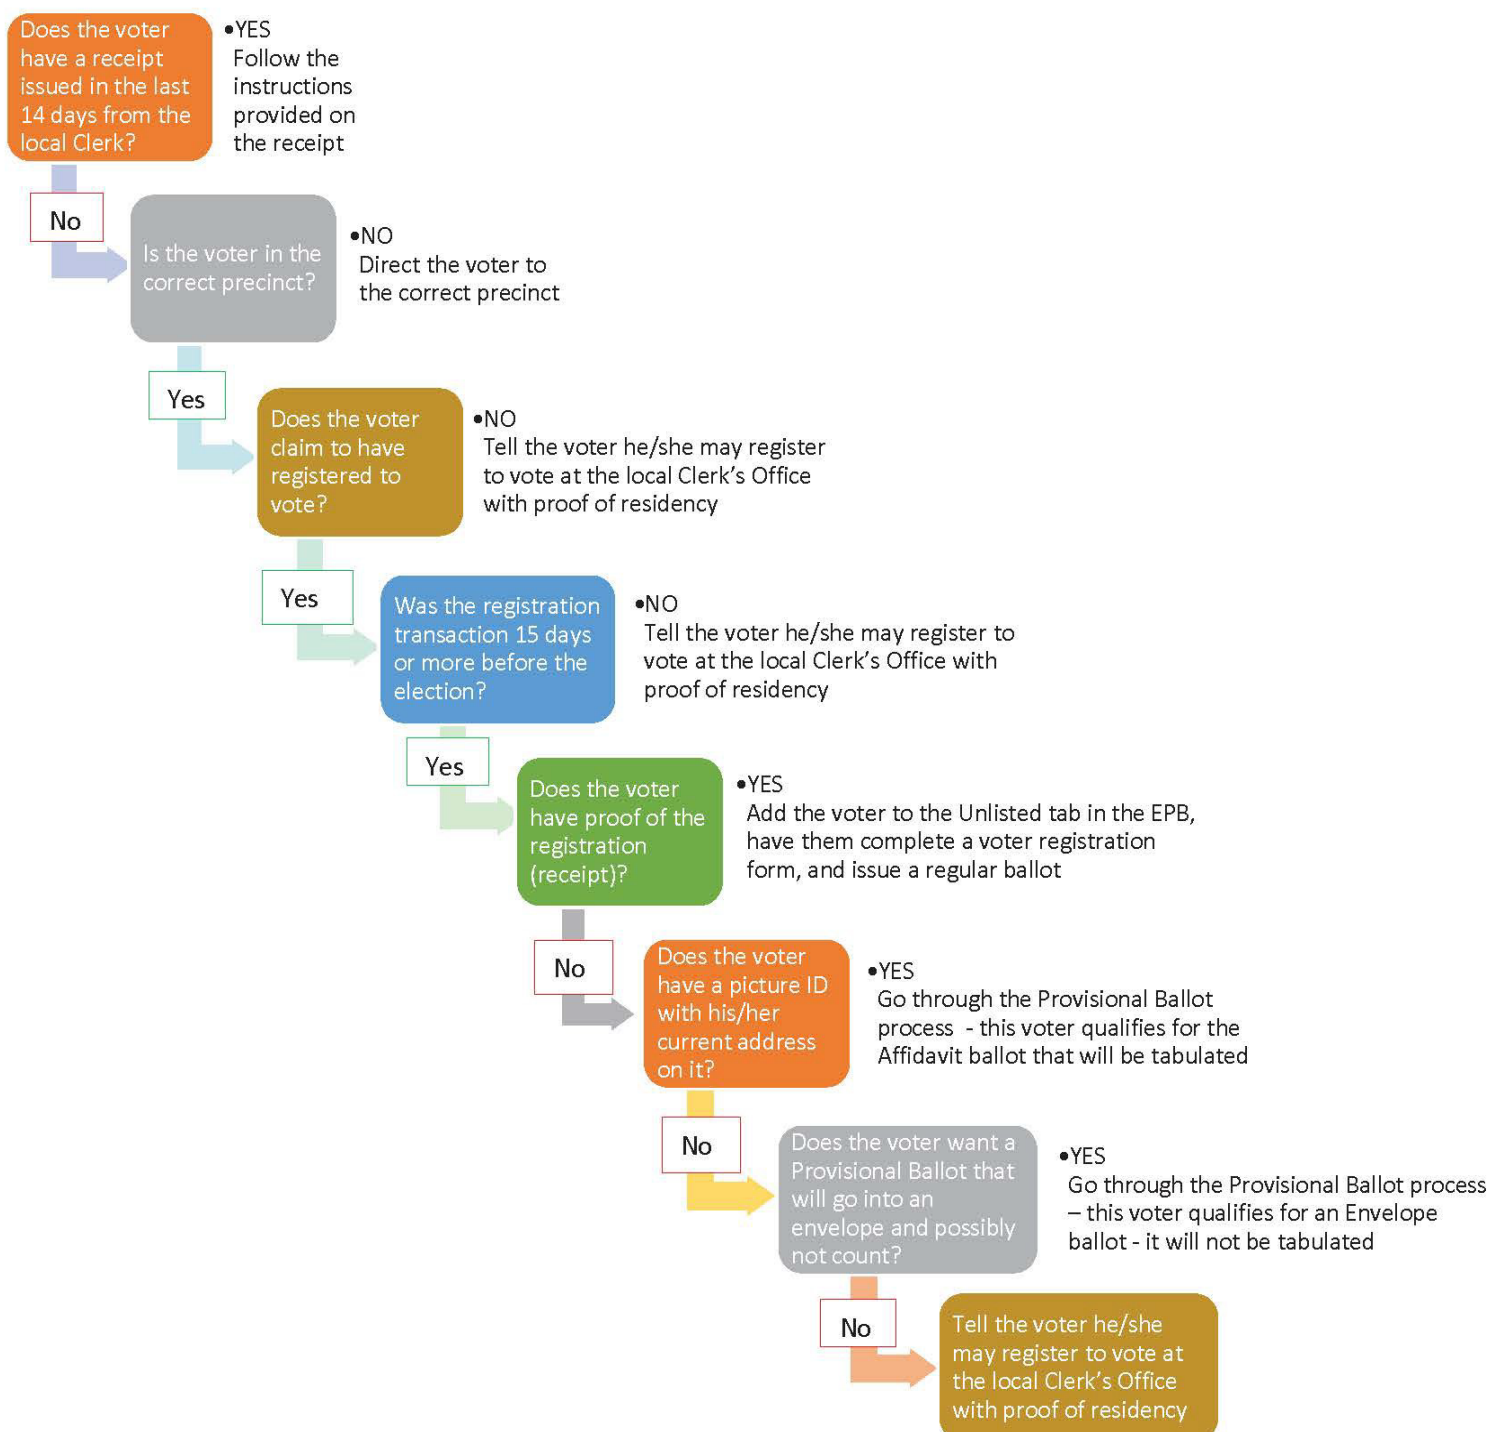 Does the voter
have a receipt
issued in the last
14 days from the
local Clerk?
•YES
Follow the
instructions
provided on
the receipt
No
Is the voter in the
correct precinct?
•NO
Direct the voter to
the correct precinct
Yes
Does the voter
claim to have
registered to
vote?
•NO
Tell the voter he/she may register
to vote at the local Clerk’s Office
with proof of residency
Yes
Was the registration
transaction 15 days
or more before the
election?
•NO
Tell the voter he/she may register to
vote at the local Clerk’s Office with
proof of residency
Yes
Does the voter
have proof of the
registration
(receipt)?
•YES
Add the voter to the Unlisted tab in the EPB,
have them complete a voter registration
form, and issue a regular ballot
No
Does the voter
have a picture ID
with his/her
current address
on it?
•YES
Go through the Provisional Ballot
process - this voter qualifies for the
Affidavit ballot that will be tabulated
No
Does the voter want a
Provisional Ballot that
will go into an
envelope and possibly
not count?
•YES
Go through the Provisional Ballot process
– this voter qualifies for an Envelope
ballot - it will not be tabulated
No
Tell the voter he/she
may register to vote at
the local Clerk’s Office
with proof of residency